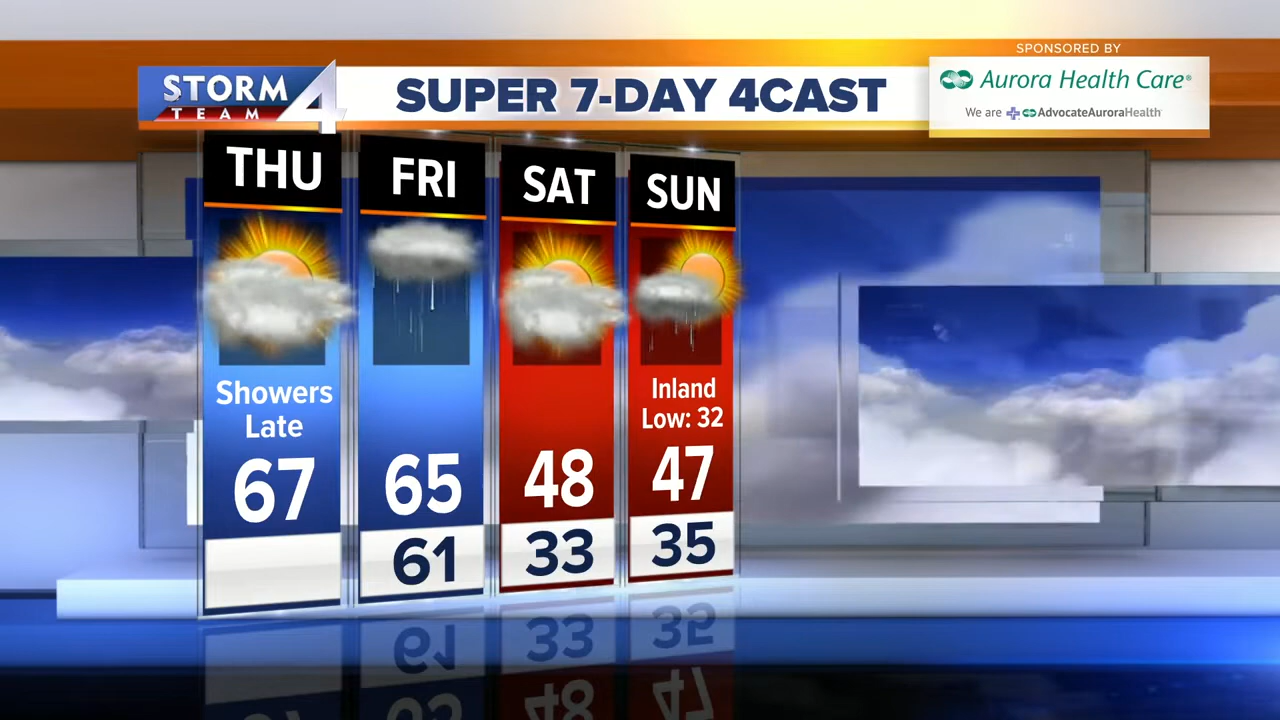 SPONSORED BY
Aurora Health Care®
We are AdvocateAuroraHealth
STORM TEAM 4
SUPER 7-DAY 4CAST
THU
Showers
Late
67
FRI
65
61
SAT
48
33
SUN
Inland
Low: 32
47
35